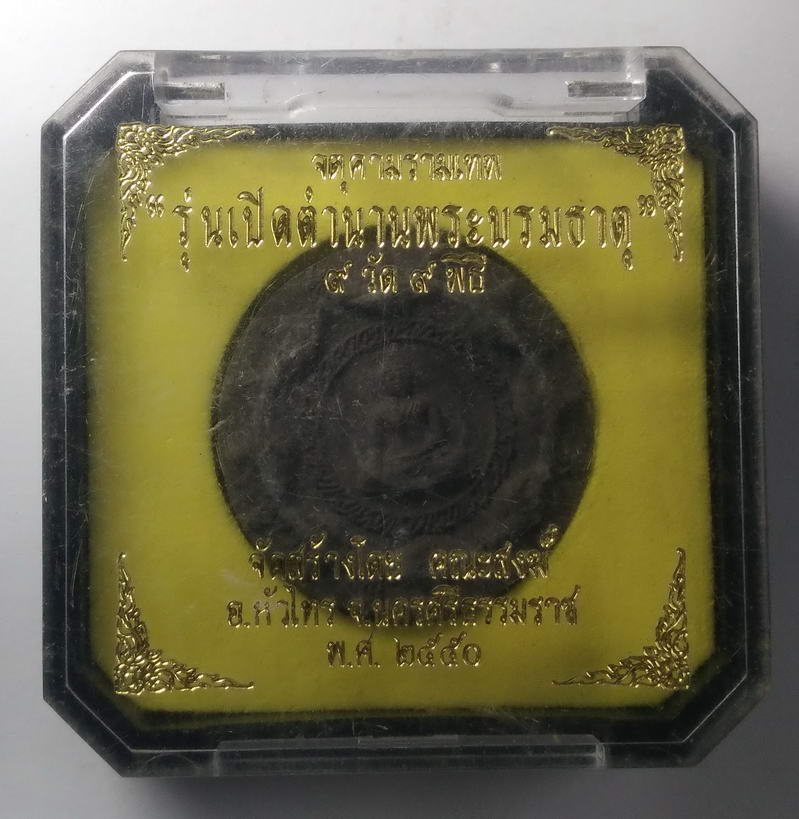 จตุคามรามเทพ
“รุ่นเปิดตำนานพระบรมธาตุ”
๙ วัด ๙ พิธี
จัดสร้างโดย คณะสงฆ์
อ.หัวไทร จ.นครศรีธรรมราช
พ.ศ. ๒๕๕๐